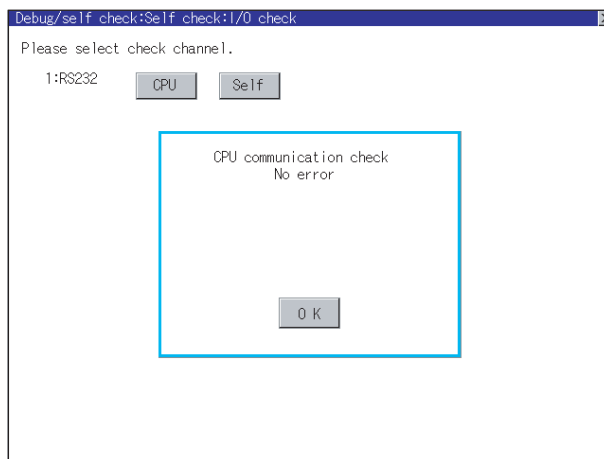 Debug/self check:Self check:I/O check
Please select check channel.
1:RS232 CPU Self
CPU communication check
No error
O K